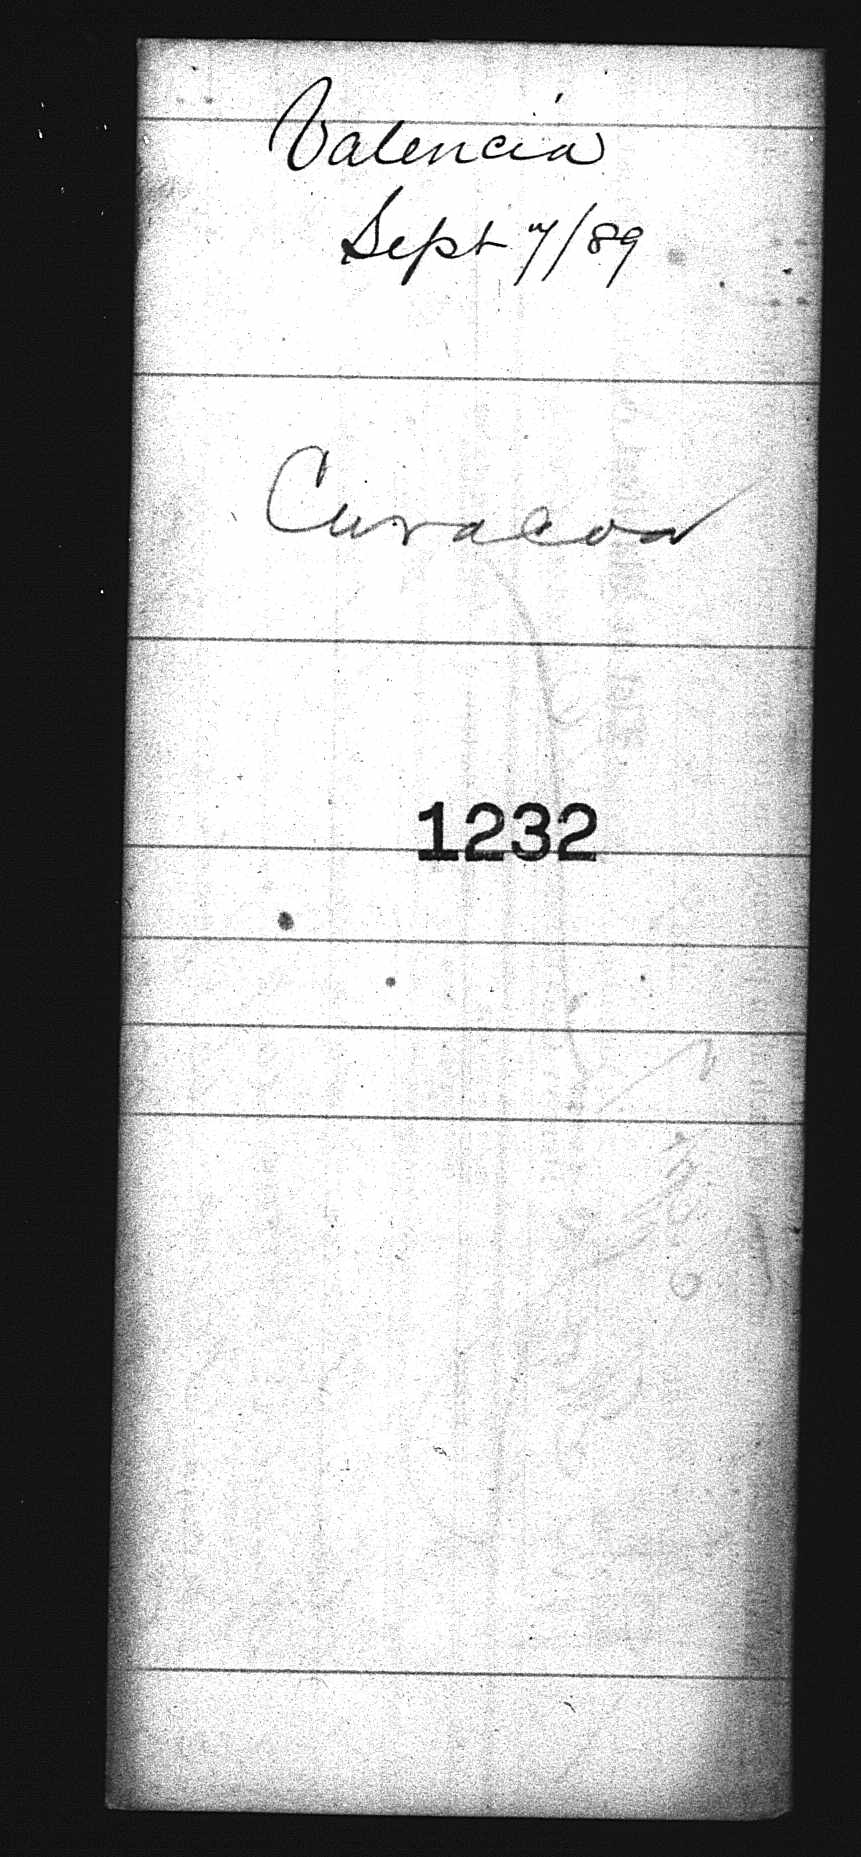 Valencia
Sept 7/89
Curacoa
1232